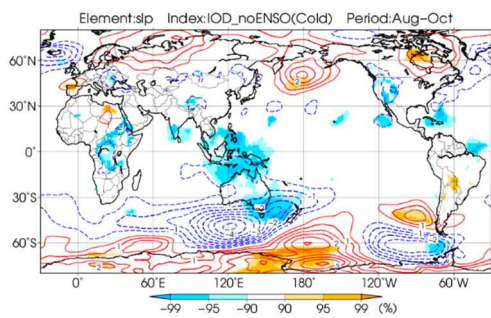 Element:slp Index:IOD_noENSO(Cold) Period:Aug-Oct
60°N
30°N
0°
30°S
60°S
0° 60°E 120°E 180° 120°W 60°W
-99 -95 -90 90 95 99 (%)